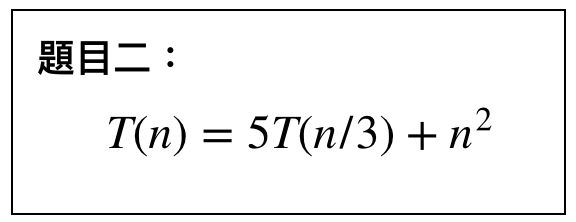 題目二：
T(n) = 5T(n/3) + n²